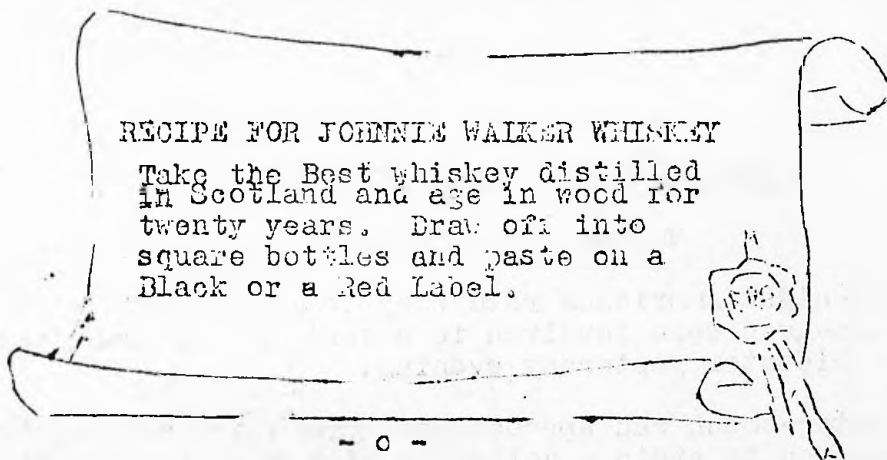 RECIPE FOR JOHNNIE WALKER WHISKEY
Take the Best whiskey distilled
in Scotland and age in wood for
twenty years. Draw off into
square bottles and paste on a
Black or a Red Label.
- o -